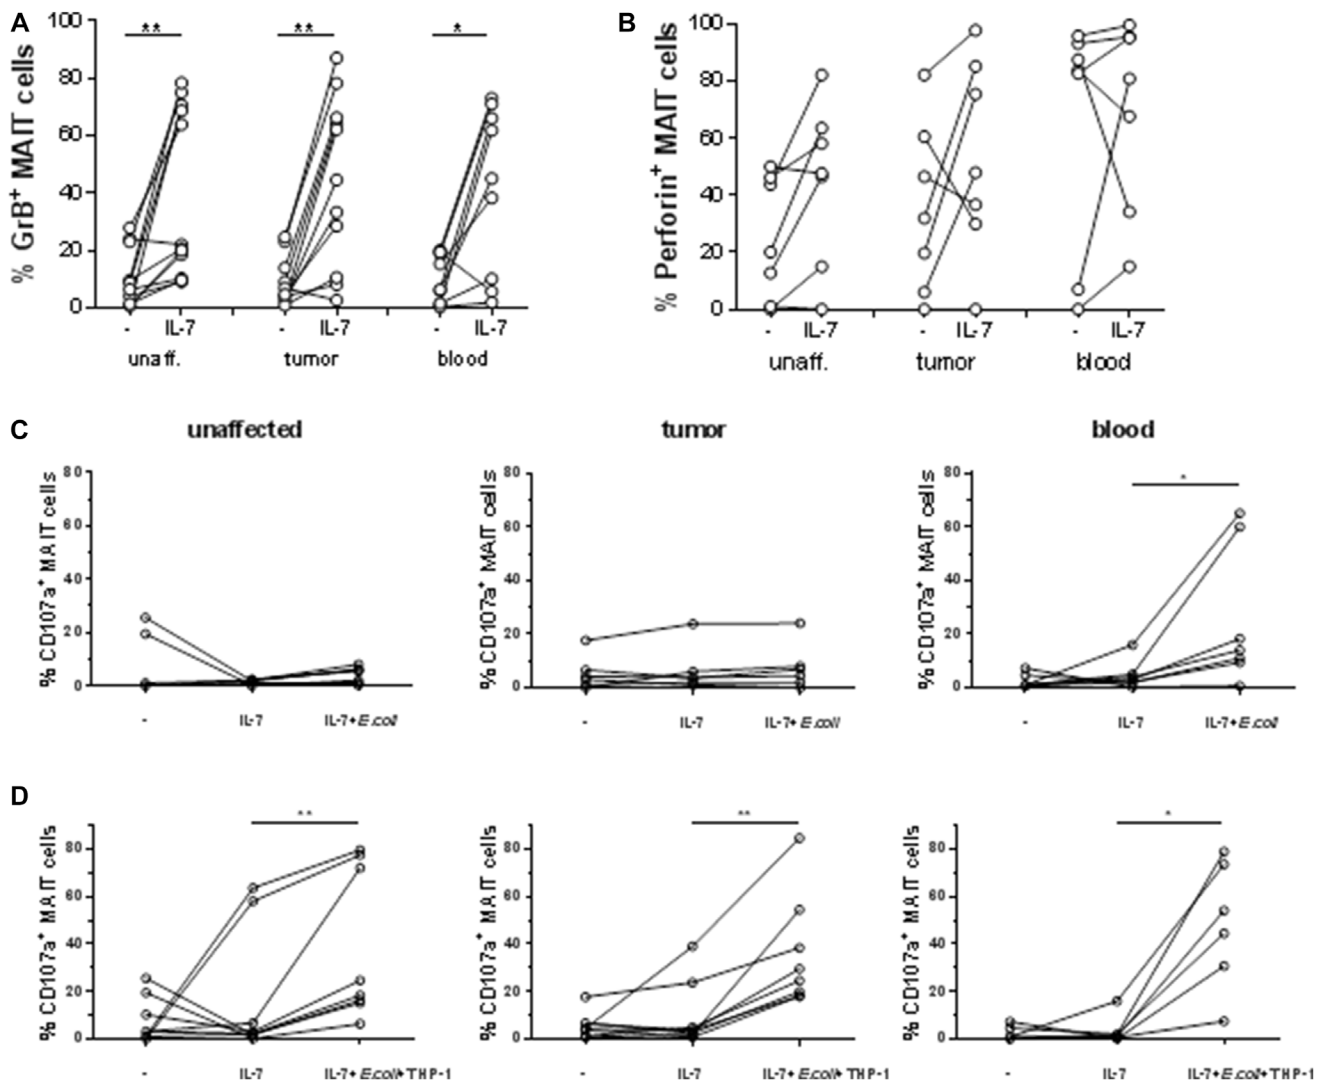 A
B
% GrB+ MAIT cells
100
80
60
40
20
0
** ** *
- IL-7 - IL-7 - IL-7
unaff. tumor blood
% Perforin+ MAIT cells
100
80
60
40
20
0
- IL-7 - IL-7 - IL-7
unaff. tumor blood
C
unaffected
tumor
blood
% CD107a+ MAIT cells
80
60
40
20
0
- IL-7 IL-7+E.coli
% CD107a+ MAIT cells
80
60
40
20
0
- IL-7 IL-7+E.coli
% CD107a+ MAIT cells
80
60
40
20
0
*
- IL-7 IL-7+E.coli
D
% CD107a+ MAIT cells
80
60
40
20
0
**
- IL-7 IL-7+E.coli+THP-1
% CD107a+ MAIT cells
80
60
40
20
0
**
- IL-7 IL-7+E.coli+THP-1
% CD107a+ MAIT cells
80
60
40
20
0
*
- IL-7 IL-7+E.coli+THP-1